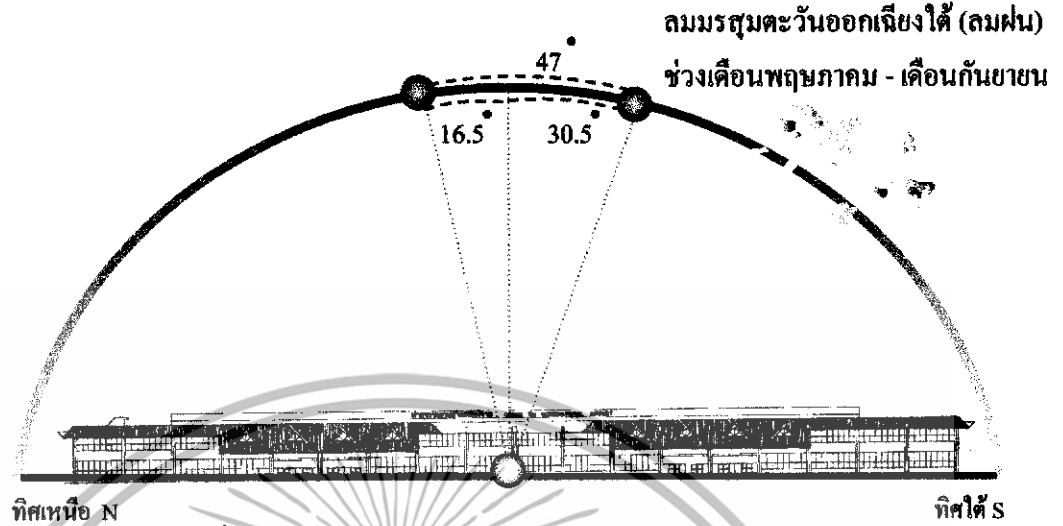 ลมมรสุมตะวันออกเฉียงใต้ (ลมฝน)
ช่วงเดือนพฤษภาคม - เดือนกันยายน
47°
16.5°
30.5°
ทิศเหนือ N
ทิศใต้ S